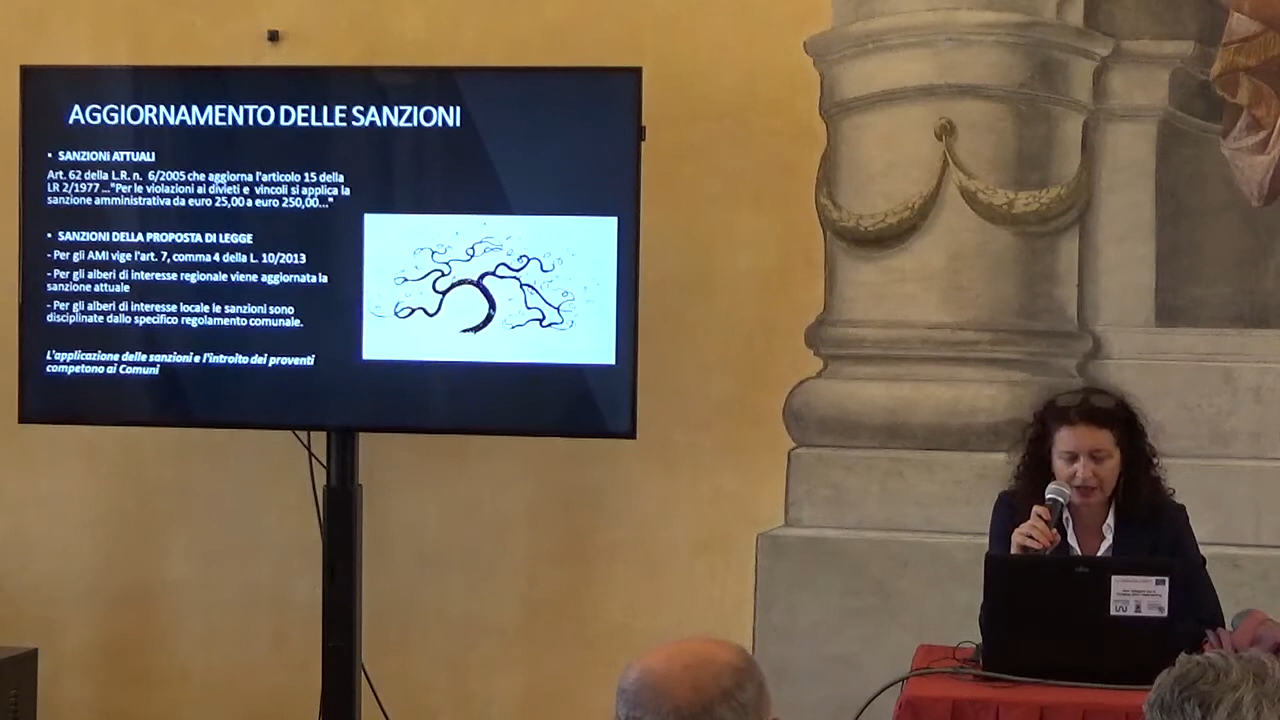 AGGIORNAMENTO DELLE SANZIONI
• SANZIONI ATTUALI
Art. 62 della L.R. n. 6/2005 che aggiorna l'articolo 15 della
LR 2/1977 ..."Per le violazioni ai divieti e vincoli si applica la
sanzione amministrativa da euro 25,00 a euro 250,00..."
• SANZIONI DELLA PROPOSTA DI LEGGE
- Per gli AMI vige l'art. 7, comma 4 della L. 10/2013
- Per gli alberi di interesse regionale viene aggiornata la
sanzione attuale
- Per gli alberi di interesse locale le sanzioni sono
disciplinate dallo specifico regolamento comunale.
L'applicazione delle sanzioni e l'introito dei proventi
competono ai Comuni